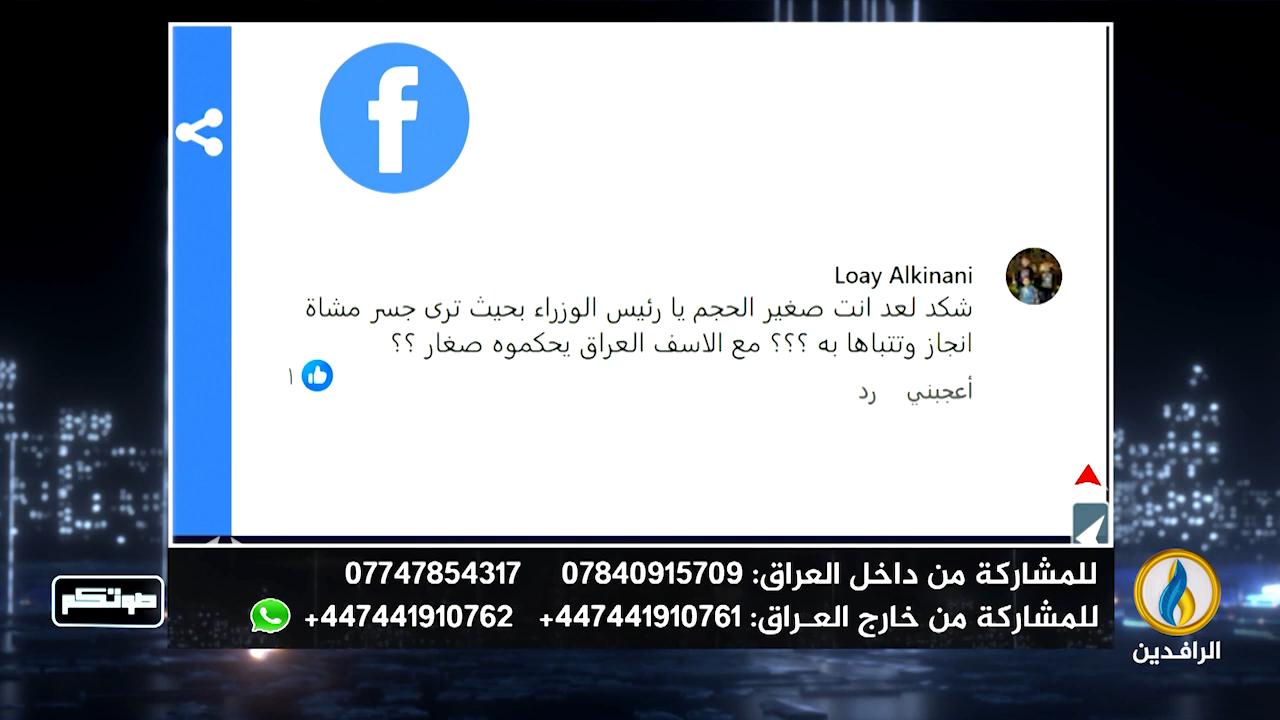 Loay Alkinani
شكد لعد انت صغير الحجم يا رئيس الوزراء بحيث ترى جسر مشاة
انجاز وتتباها به ؟؟؟ مع الاسف العراق يحكموه صغار ؟؟
١
أعجبني رد
للمشاركة من داخل العراق: 07840915709 07747854317
للمشاركة من خارج العـراق: 447441910761+ 447441910762+
صوتكم
الرافدين